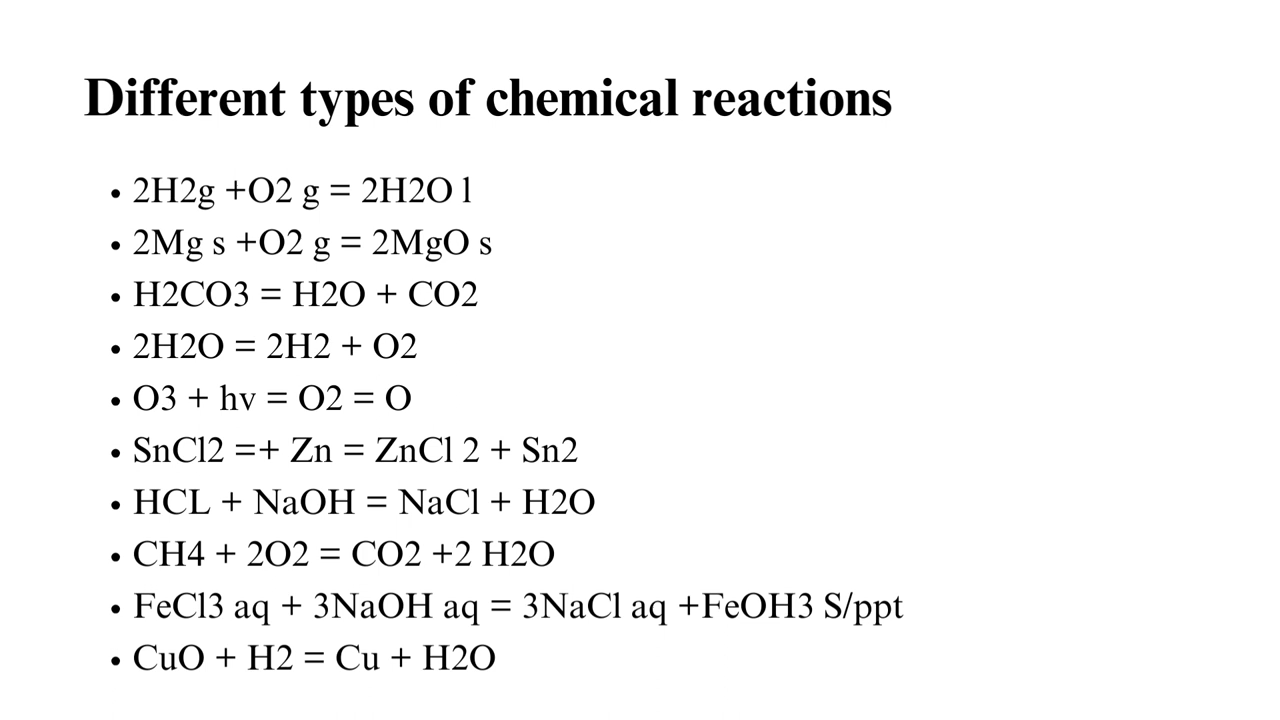 Different types of chemical reactions
• 2H2g +O2 g = 2H2O l
• 2Mg s +O2 g = 2MgO s
• H2CO3 = H2O + CO2
• 2H2O = 2H2 + O2
• O3 + hv = O2 = O
• SnCl2 =+ Zn = ZnCl 2 + Sn2
• HCL + NaOH = NaCl + H2O
• CH4 + 2O2 = CO2 +2 H2O
• FeCl3 aq + 3NaOH aq = 3NaCl aq +FeOH3 S/ppt
• CuO + H2 = Cu + H2O